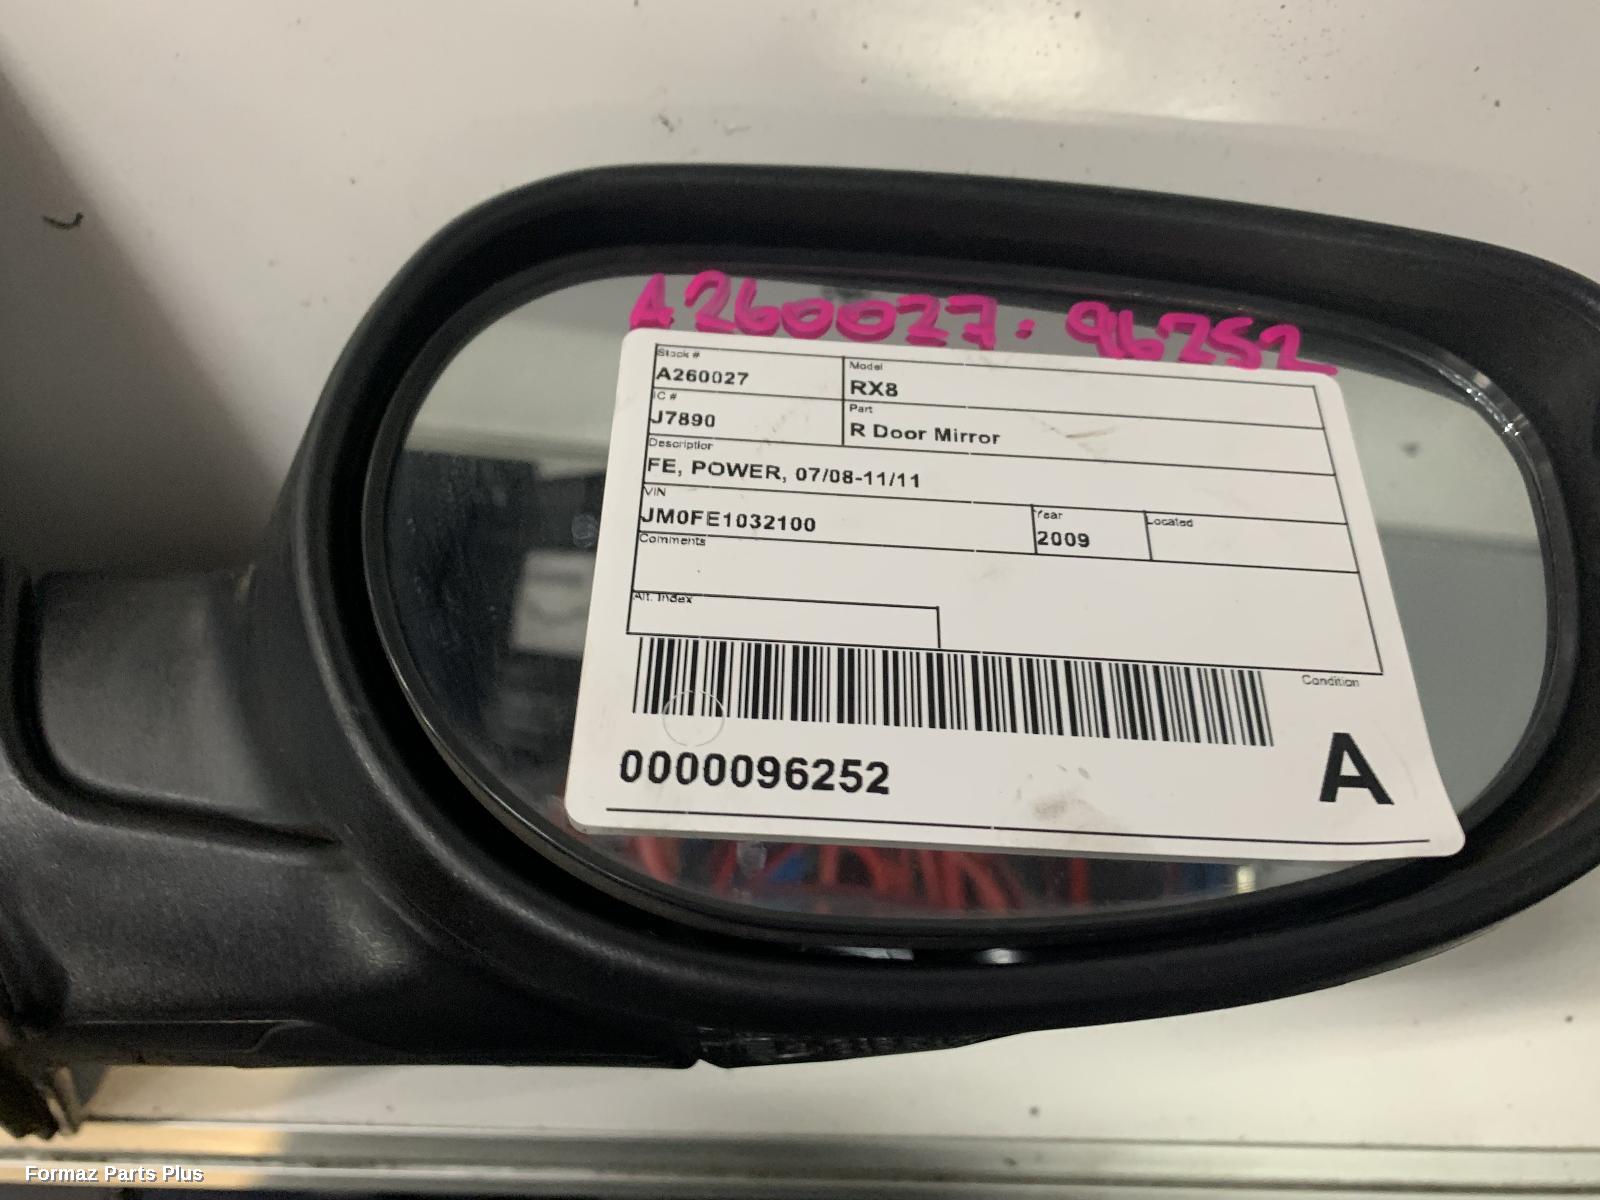 A260027. 96252
Stock #
A260027
Model
RX8
IC #
J7890
Part
R Door Mirror
Description
FE, POWER, 07/08-11/11
VIN
JM0FE1032100
Year
2009
Located
Comments
Alt. Index
Condition
0000096252
A
Formaz Parts Plus